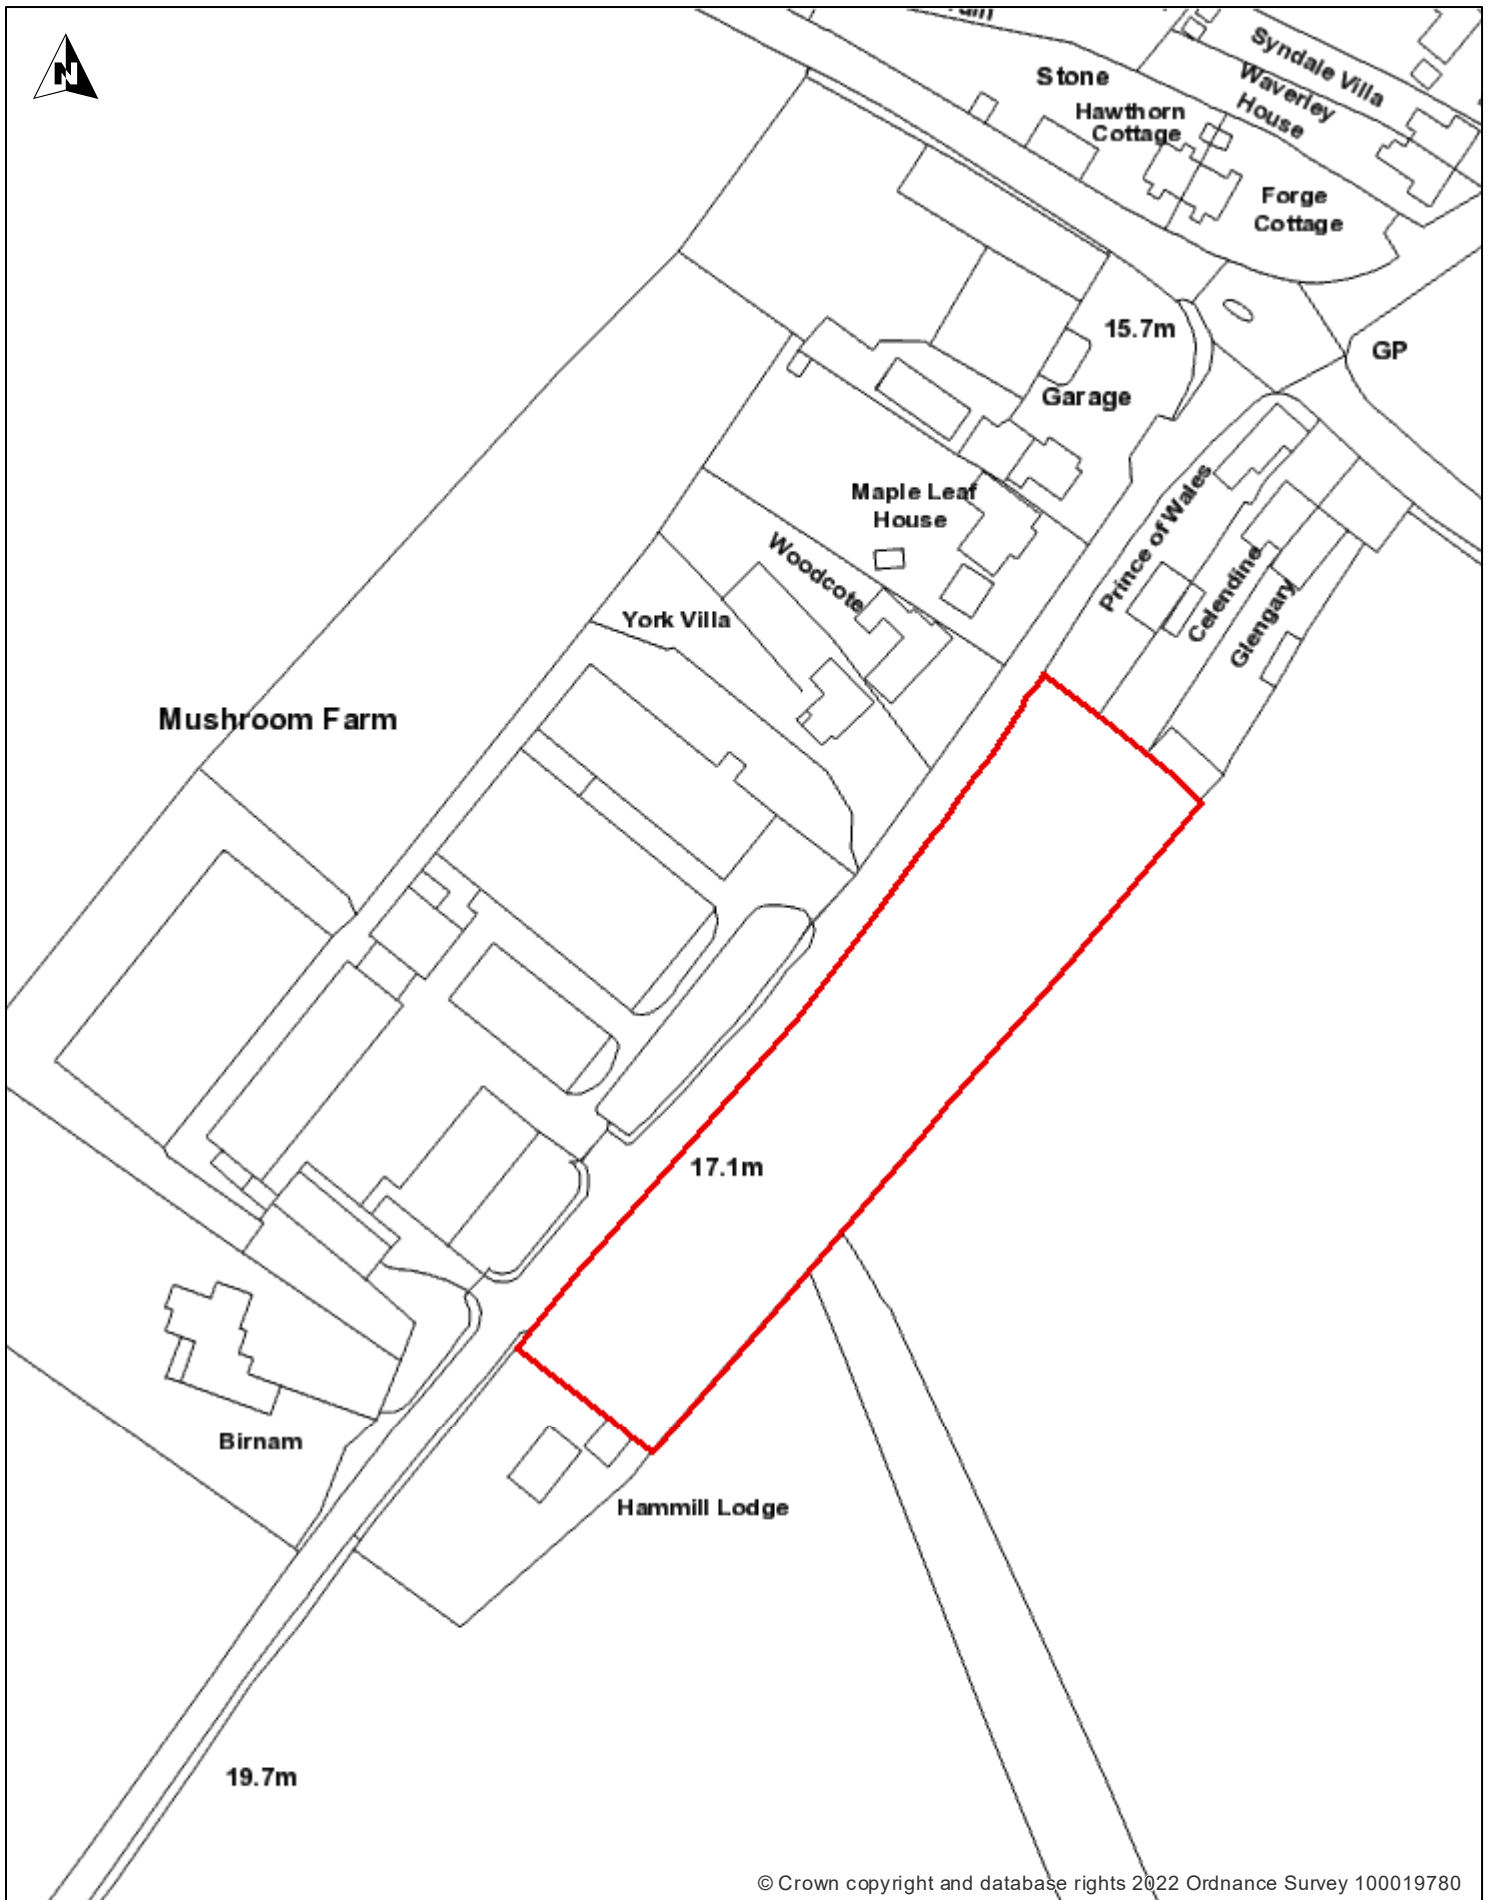 N
Syndale Villa
Stone
Waverley
House
Hawthorn
Cottage
Forge
Cottage
15.7m
GP
Garage
Maple Leaf
House
Prince of Wales
Woodcote
Celendine
Glengary
York Villa
Mushroom Farm
17.1m
Birnam
Hammill Lodge
19.7m
© Crown copyright and database rights 2022 Ordnance Survey 100019780